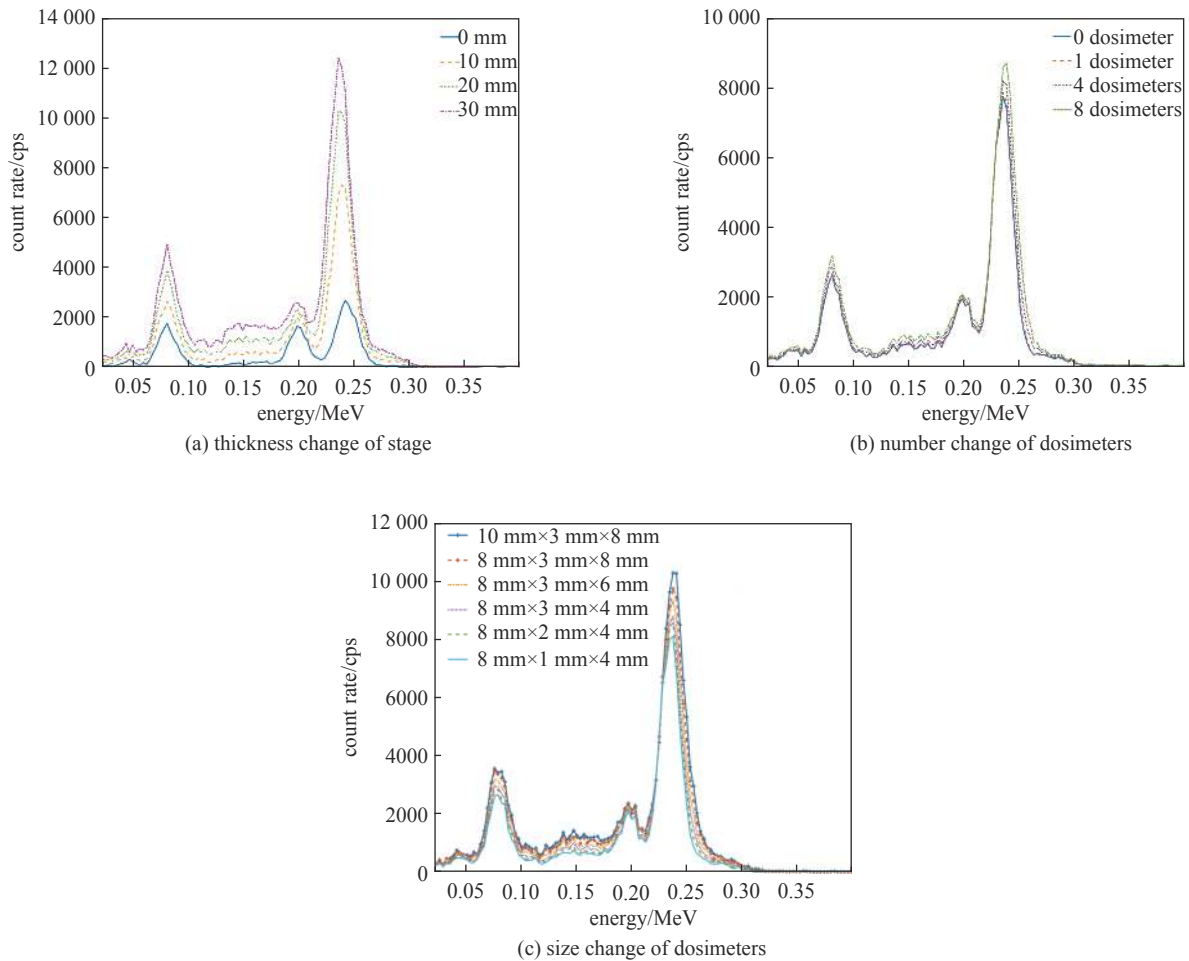 14 000
12 000
10 000
8000
6000
4000
2000
0
count rate/cps
0 mm
10 mm
20 mm
30 mm
0.05 0.10 0.15 0.20 0.25 0.30 0.35
energy/MeV
(a) thickness change of stage
10 000
8000
6000
4000
2000
0
count rate/cps
0 dosimeter
1 dosimeter
4 dosimeters
8 dosimeters
0.05 0.10 0.15 0.20 0.25 0.30 0.35
energy/MeV
(b) number change of dosimeters
12 000
10 000
8000
6000
4000
2000
0
count rate/cps
10 mm×3 mm×8 mm
8 mm×3 mm×8 mm
8 mm×3 mm×6 mm
8 mm×3 mm×4 mm
8 mm×2 mm×4 mm
8 mm×1 mm×4 mm
0.05 0.10 0.15 0.20 0.25 0.30 0.35
energy/MeV
(c) size change of dosimeters